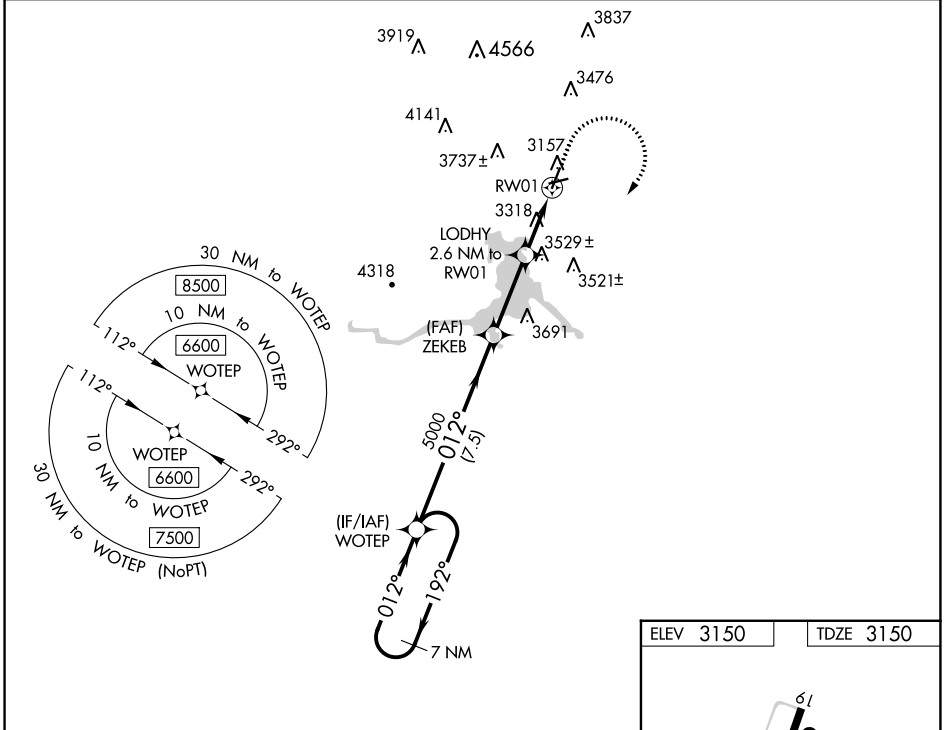 3919
4566
3837
3476
4141
3737±
3157
RW01
3318
LODHY
2.6 NM to
RW01
3529±
3521±
4318
(FAF)
ZEKEB
3691
30 NM to WOTEP
8500
10 NM to WOTEP
6600
WOTEP
112°
292°
112°
WOTEP
292°
6600
10 NM to WOTEP
7500
30 NM to WOTEP (NoPT)
5000
012°
(7.5)
(IF/IAF)
WOTEP
012°
192°
7 NM
ELEV 3150
TDZE 3150
19